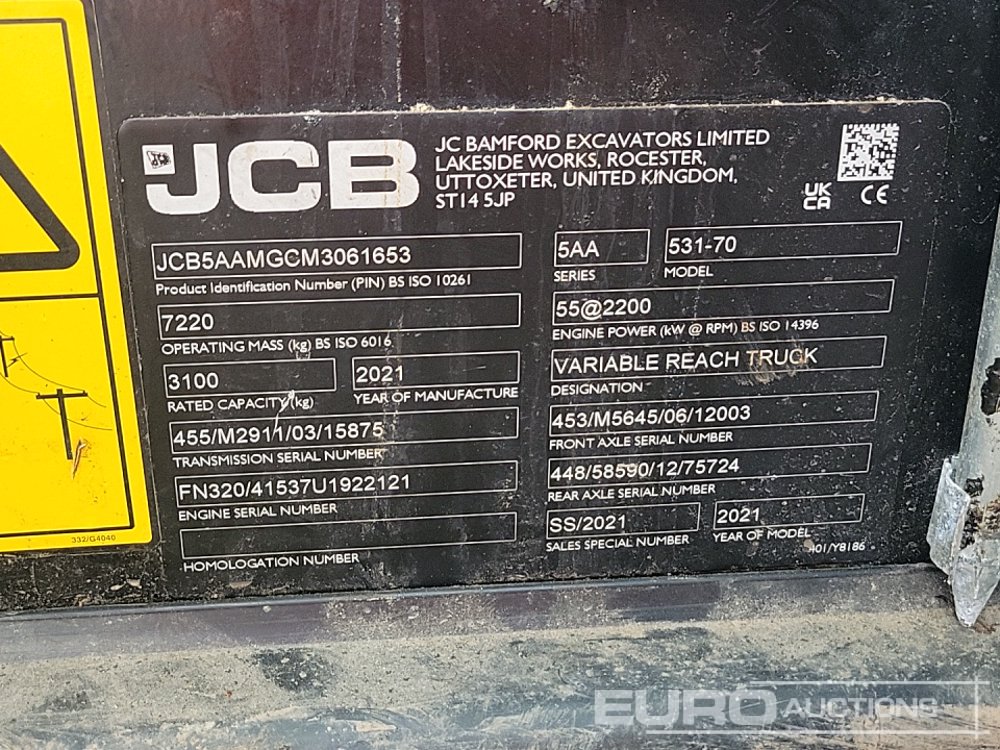 JCB
JC BAMFORD EXCAVATORS LIMITED
LAKESIDE WORKS, ROCESTER,
UTTOXETER, UNITED KINGDOM,
ST14 5JP
UK
CA
CE
JCB5AAMGCM3061653
Product Identification Number (PIN) BS ISO 10261
5AA
SERIES
531-70
MODEL
7220
OPERATING MASS (kg) BS ISO 6016
55@2200
ENGINE POWER (kW @ RPM) BS ISO 14396
3100
RATED CAPACITY (kg)
2021
YEAR OF MANUFACTURE
VARIABLE REACH TRUCK
DESIGNATION
455/M2911/03/15875
TRANSMISSION SERIAL NUMBER
453/M5645/06/12003
FRONT AXLE SERIAL NUMBER
FN320/41537U1922121
ENGINE SERIAL NUMBER
448/58590/12/75724
REAR AXLE SERIAL NUMBER
HOMOLOGATION NUMBER
SS/2021
SALES SPECIAL NUMBER
2021
YEAR OF MODEL
401/Y8186
332/G4040
EURO AUCTIONS